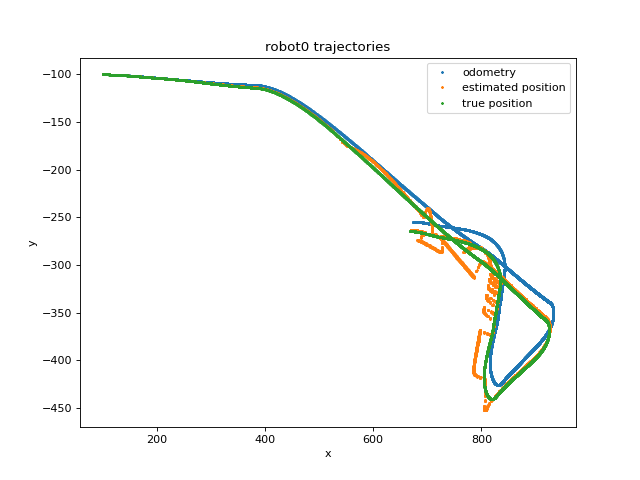 robot0 trajectories
odometry
estimated position
true position
−100
−150
−200
−250
−300
−350
−400
−450
y
200
400
600
800
x